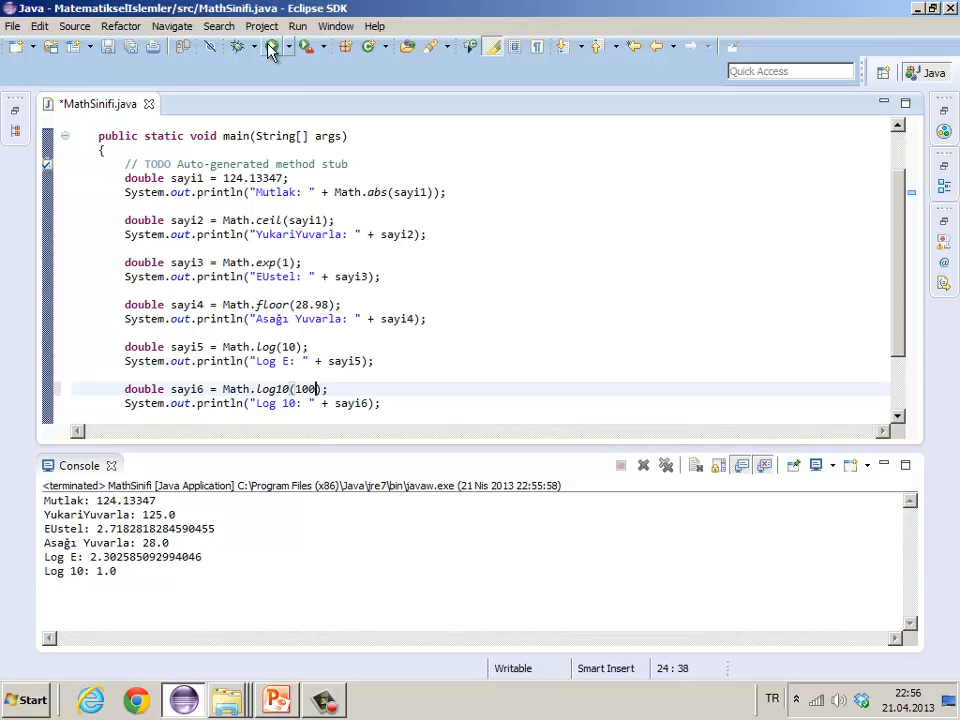 Java - MatematikselIslemler/src/MathSinifi.java - Eclipse SDK
File Edit Source Refactor Navigate Search Project Run Window Help
Quick Access
Java
*MathSinifi.java
public static void main(String[] args)
{
// TODO Auto-generated method stub
double sayi1 = 124.13347;
System.out.println("Mutlak: " + Math.abs(sayi1));
double sayi2 = Math.ceil(sayi1);
System.out.println("YukariYuvarla: " + sayi2);
double sayi3 = Math.exp(1);
System.out.println("EUstel: " + sayi3);
double sayi4 = Math.floor(28.98);
System.out.println("Asağı Yuvarla: " + sayi4);
double sayi5 = Math.log(10);
System.out.println("Log E: " + sayi5);
double sayi6 = Math.log10(100);
System.out.println("Log 10: " + sayi6);
Console
<terminated> MathSinifi [Java Application] C:\Program Files (x86)\Java\jre7\bin\javaw.exe (21 Nis 2013 22:55:58)
Mutlak: 124.13347
YukariYuvarla: 125.0
EUstel: 2.7182818284590455
Asağı Yuvarla: 28.0
Log E: 2.302585092994046
Log 10: 1.0
Writable Smart Insert 24 : 38
Start
TR
22:56
21.04.2013